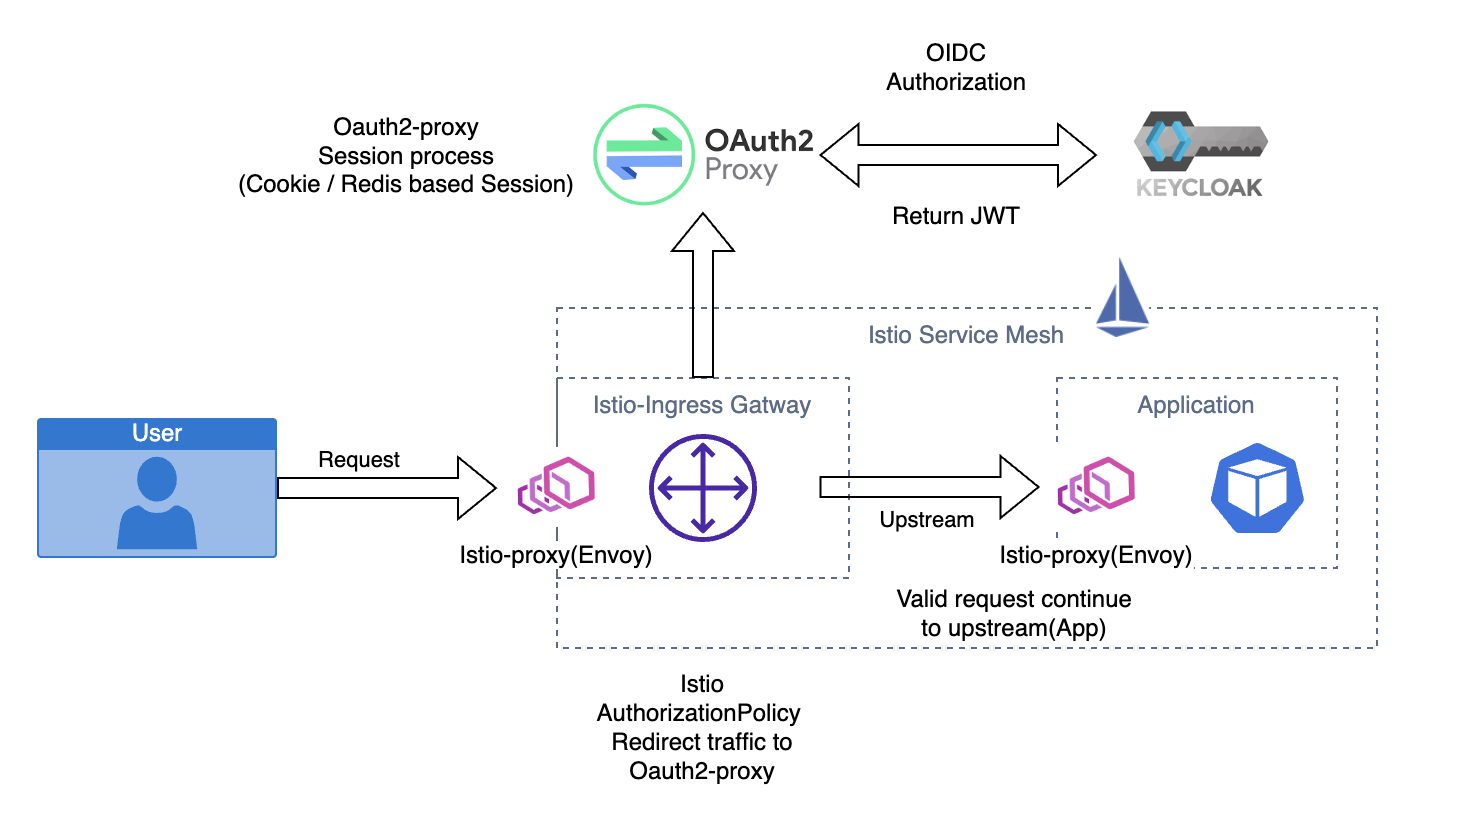 OIDC
Authorization
Oauth2-proxy
Session process
(Cookie / Redis based Session)
OAuth2
Proxy
KEYCLOAK
Return JWT
Istio Service Mesh
Istio-Ingress Gatway
Application
User
Request
Upstream
Istio-proxy(Envoy)
Istio-proxy(Envoy)
Valid request continue
to upstream(App)
Istio
AuthorizationPolicy
Redirect traffic to
Oauth2-proxy